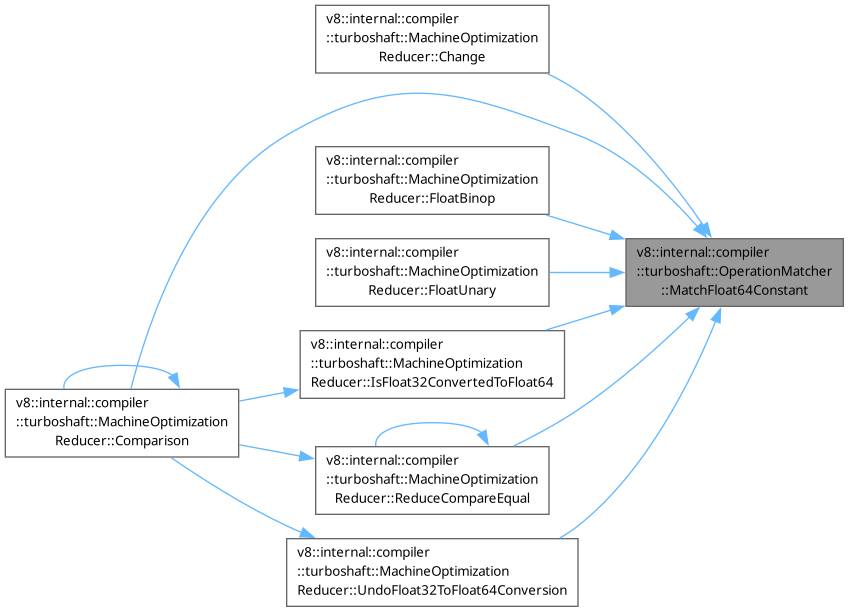 v8::internal::compiler
::turboshaft::MachineOptimization
Reducer::Change
v8::internal::compiler
::turboshaft::MachineOptimization
Reducer::FloatBinop
v8::internal::compiler
::turboshaft::MachineOptimization
Reducer::FloatUnary
v8::internal::compiler
::turboshaft::OperationMatcher
::MatchFloat64Constant
v8::internal::compiler
::turboshaft::MachineOptimization
Reducer::IsFloat32ConvertedToFloat64
v8::internal::compiler
::turboshaft::MachineOptimization
Reducer::Comparison
v8::internal::compiler
::turboshaft::MachineOptimization
Reducer::ReduceCompareEqual
v8::internal::compiler
::turboshaft::MachineOptimization
Reducer::UndoFloat32ToFloat64Conversion